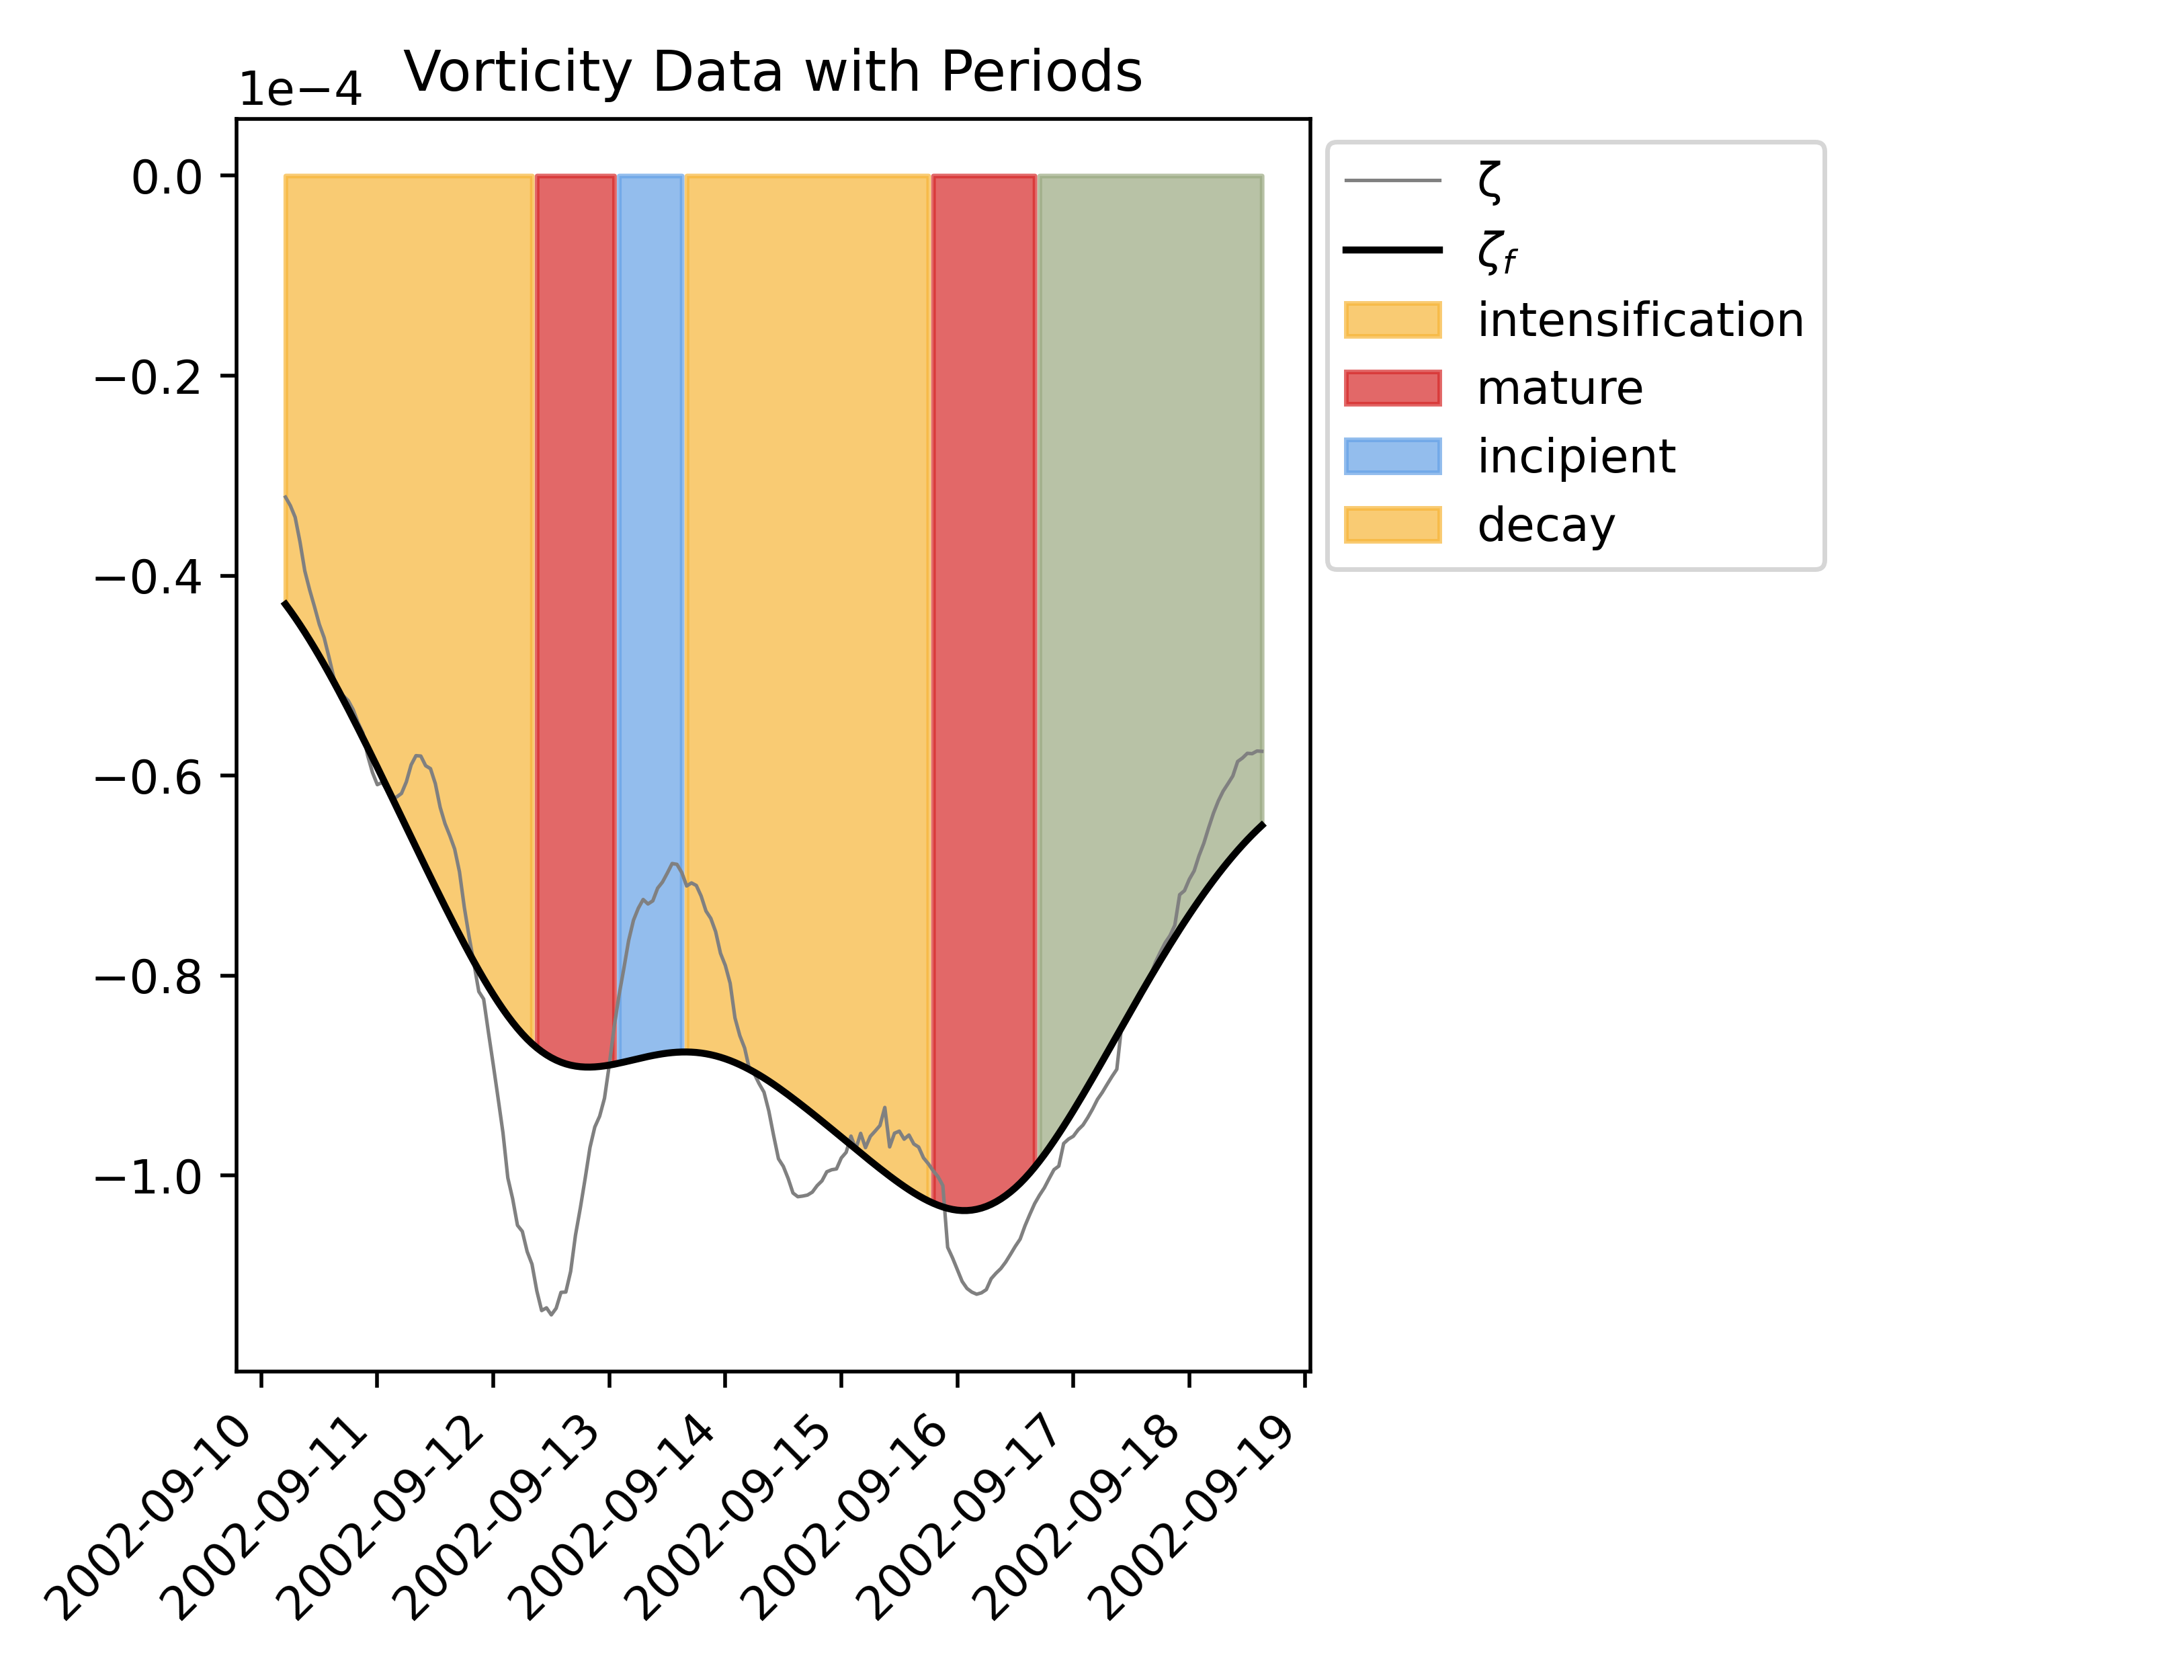 Vorticity Data with Periods
1e−4
0.0
−0.2
−0.4
−0.6
−0.8
−1.0
2002-09-10
2002-09-11
2002-09-12
2002-09-13
2002-09-14
2002-09-15
2002-09-16
2002-09-17
2002-09-18
2002-09-19
ζ
ζf
intensification
mature
incipient
decay